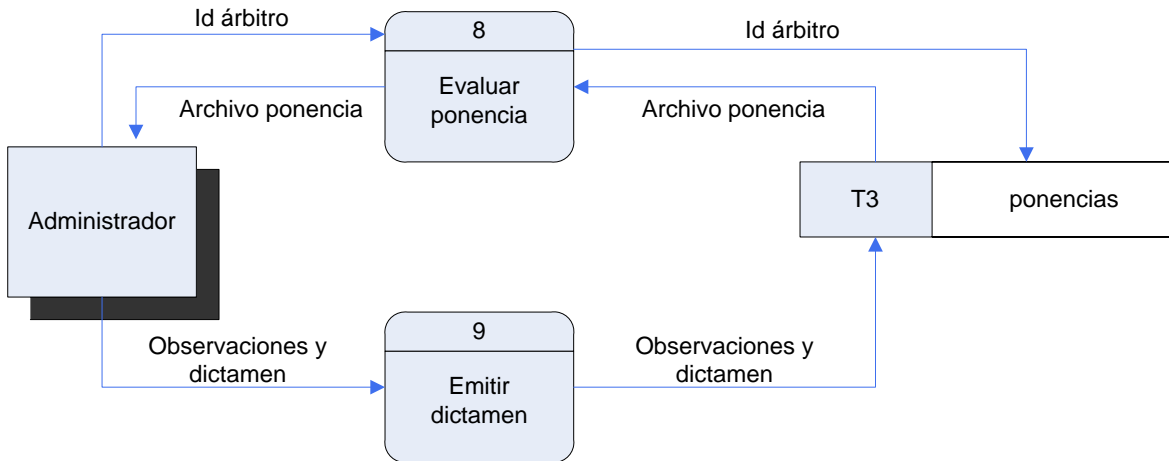 Id árbitro
8
Id árbitro
Evaluar
ponencia
Archivo ponencia
Archivo ponencia
Administrador
T3
ponencias
Observaciones y
dictamen
9
Emitir
dictamen
Observaciones y
dictamen